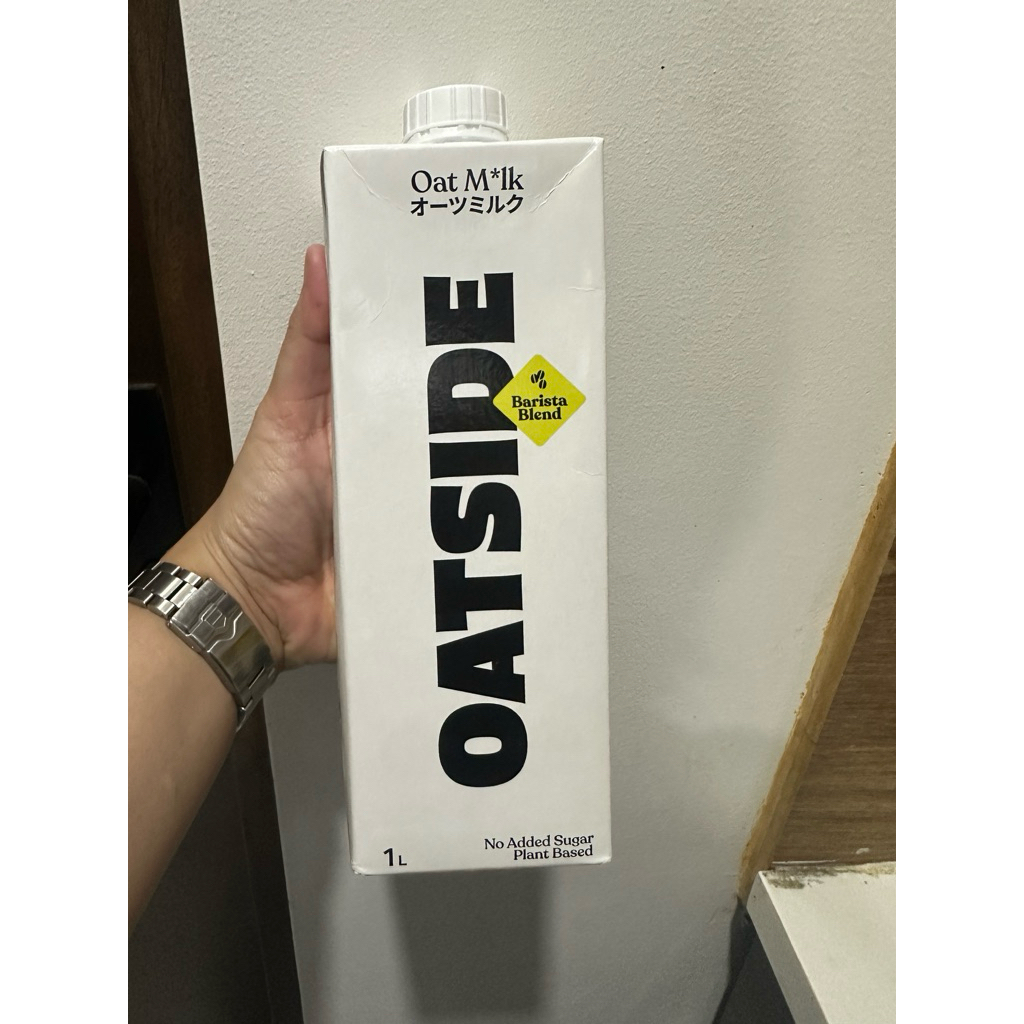 Oat M*lk
オーツミルク
OATSIDE
Barista
Blend
1L
No Added Sugar
Plant Based